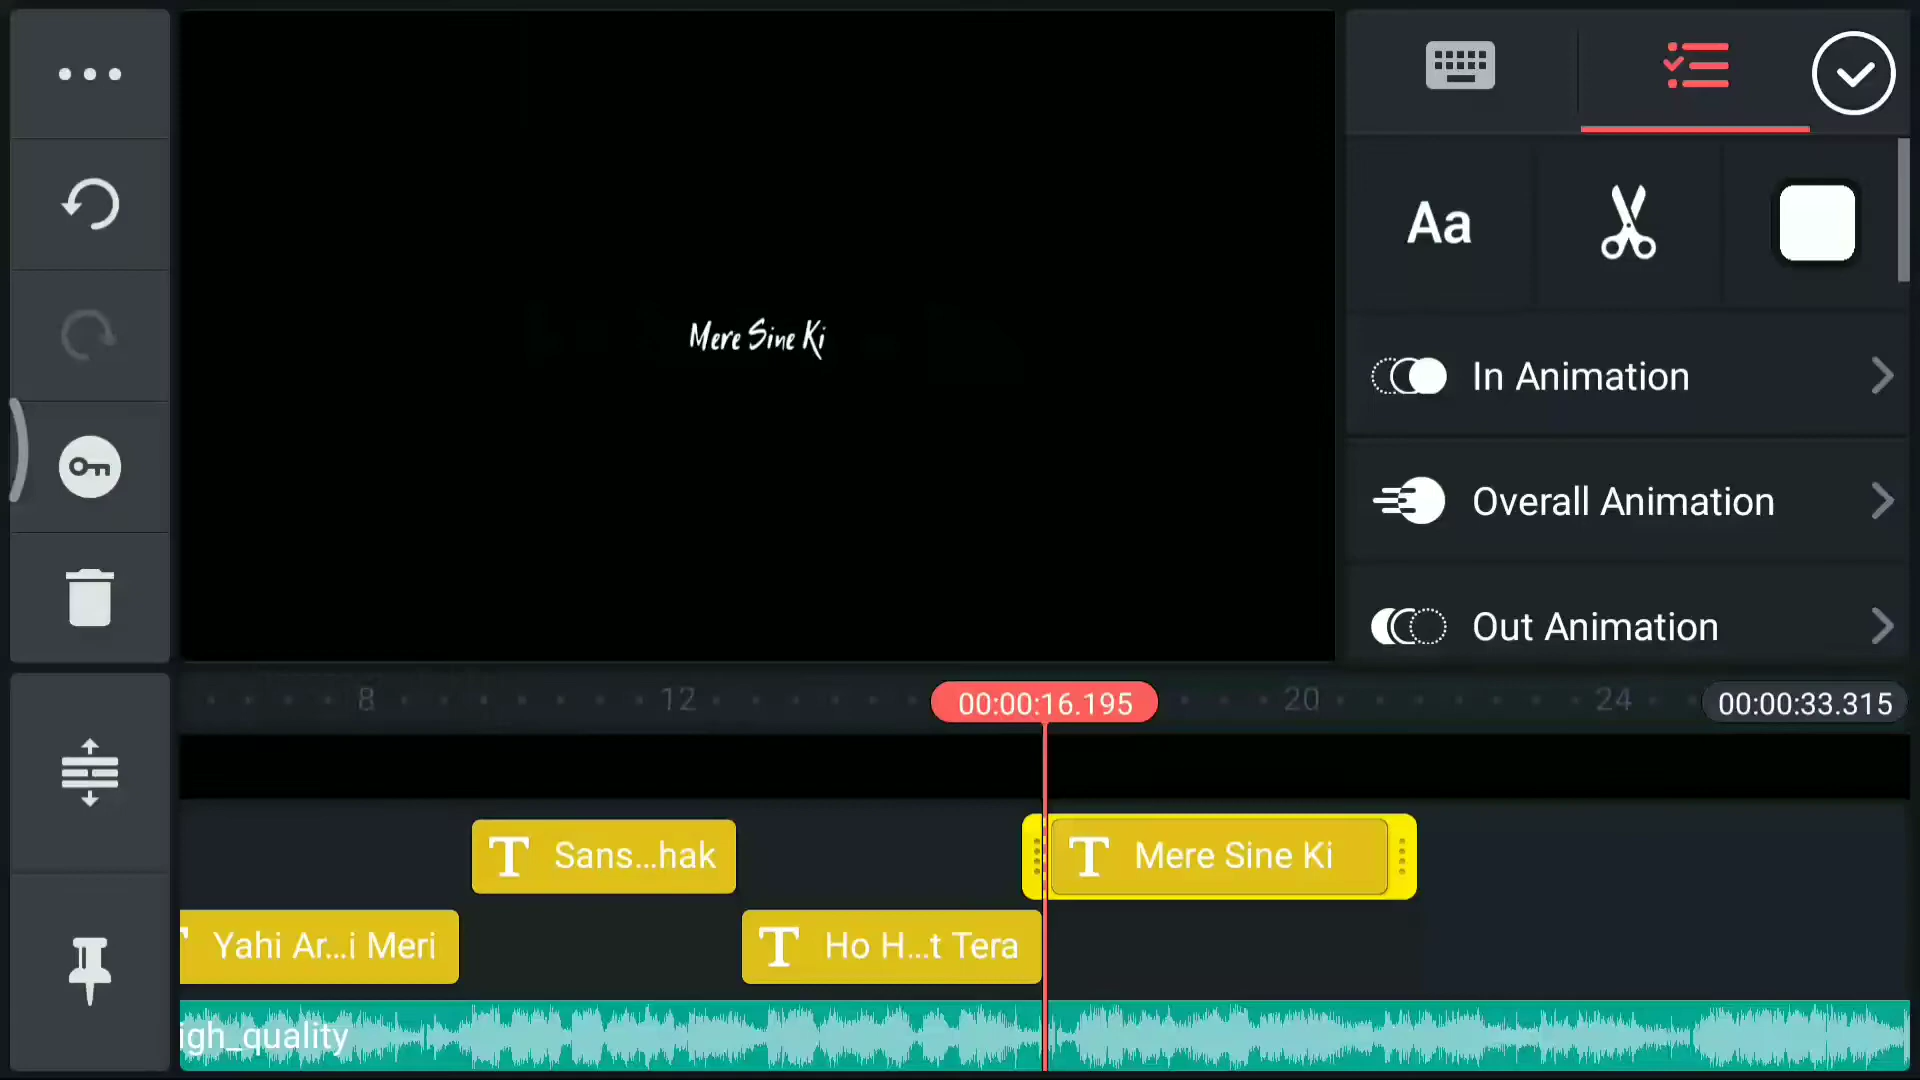 Aa
Mere Sine Ki
In Animation
Overall Animation
Out Animation
8
12
00:00:16.195
20
24
00:00:33.315
T Sans...hak
T Mere Sine Ki
Yahi Ar...i Meri
T Ho H...t Tera
igh_quality